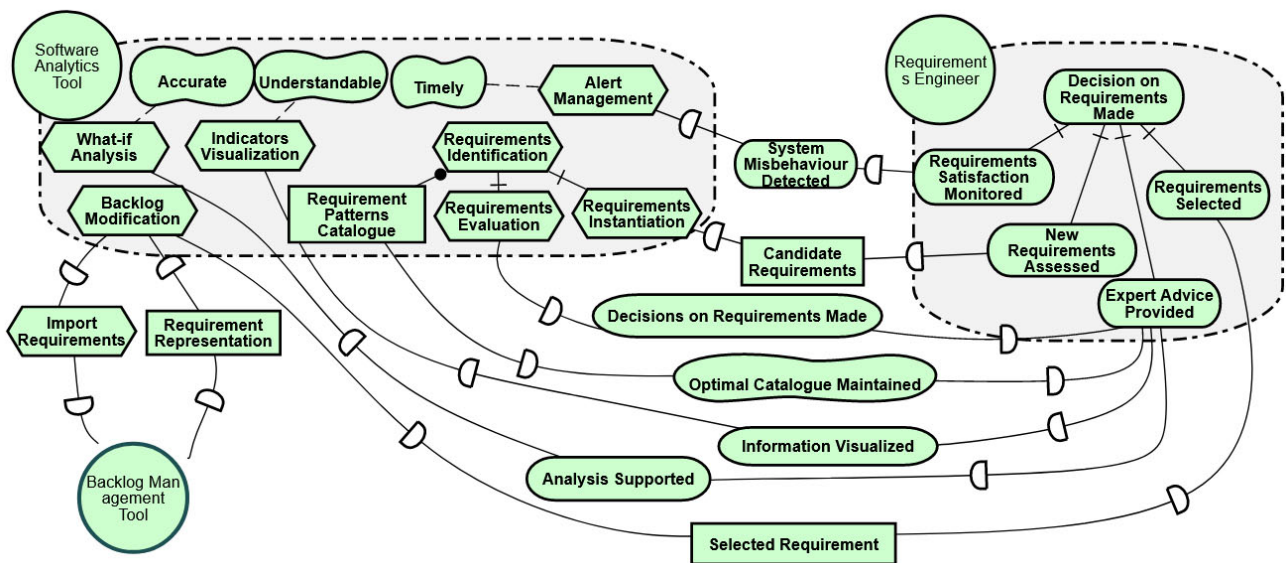 Software
Analytics
Tool
Accurate
Understandable
Timely
Alert
Management
Requirement
s Engineer
Decision on
Requirements
Made
What-if
Analysis
Indicators
Visualization
Requirements
Identification
System
Misbehaviour
Detected
Requirements
Satisfaction
Monitored
Requirements
Selected
Backlog
Modification
Requirement
Patterns
Catalogue
Requirements
Evaluation
Requirements
Instantiation
Candidate
Requirements
New
Requirements
Assessed
Import
Requirements
Requirement
Representation
Decisions on Requirements Made
Expert Advice
Provided
Optimal Catalogue Maintained
Information Visualized
Analysis Supported
Backlog Man
agement
Tool
Selected Requirement